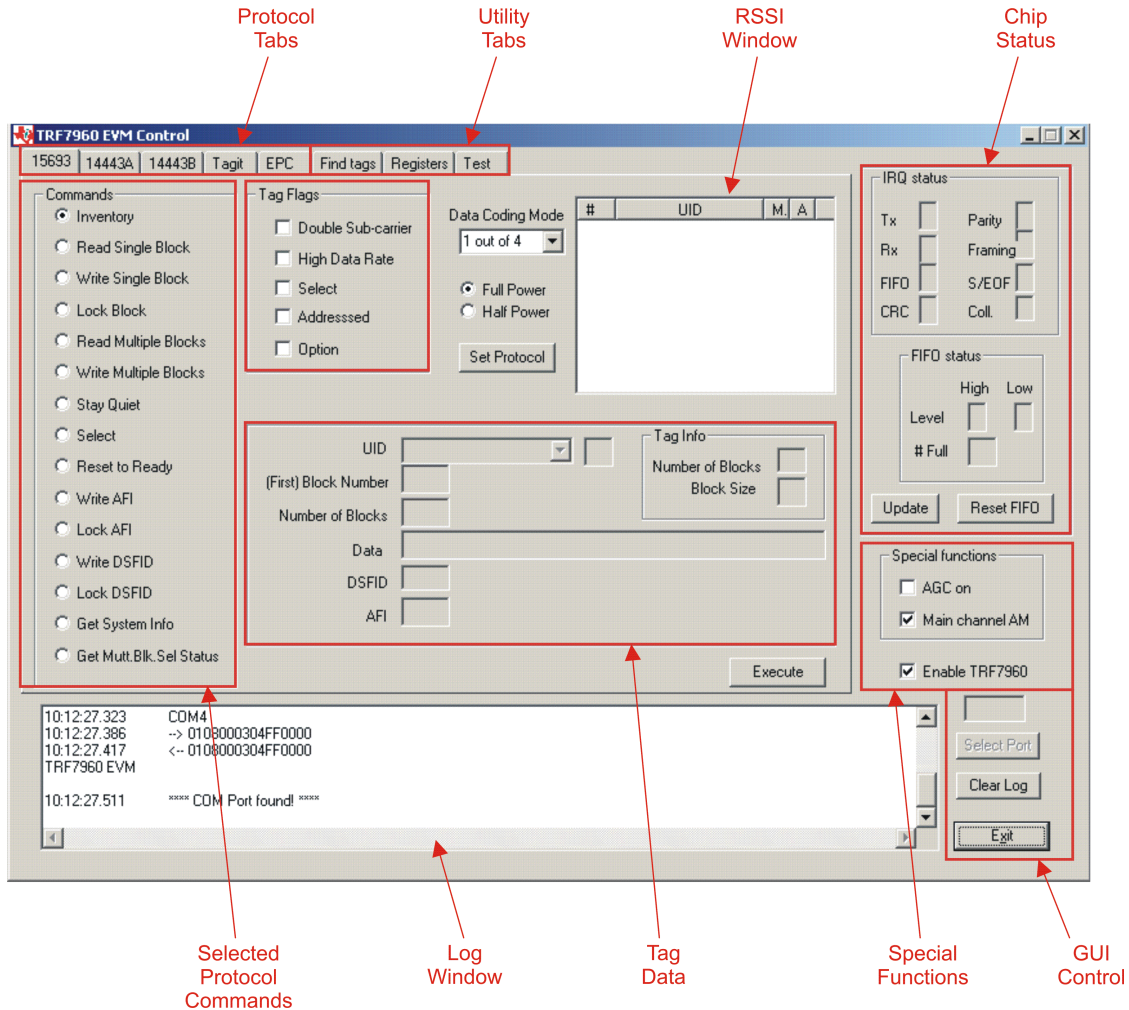 Protocol
Tabs
Utility
Tabs
RSSI
Window
Chip
Status
TRF7960 EVM Control
15693 14443A 14443B Tagit EPC Find tags Registers Test
Commands
Inventory
Read Single Block
Write Single Block
Lock Block
Read Multiple Blocks
Write Multiple Blocks
Stay Quiet
Select
Reset to Ready
Write AFI
Lock AFI
Write DSFID
Lock DSFID
Get System Info
Get Mutt.Blk.Sel Status
Tag Flags
Double Sub-carrier
High Data Rate
Select
Addresssed
Option
Data Coding Mode
1 out of 4
Full Power
Half Power
Set Protocol
# UID M. A
IRQ status
Tx Parity
Rx Framing
FIFO S/EOF
CRC Coll.
FIFO status
High Low
Level
# Full
Update Reset FIFO
UID
(First) Block Number
Number of Blocks
Data
DSFID
AFI
Tag Info
Number of Blocks
Block Size
Execute
Special functions
AGC on
Main channel AM
Enable TRF7960
10:12:27.323 COM4
10:12:27.386 --> 0108000304FF0000
10:12:27.417 <-- 0108000304FF0000
TRF7960 EVM
10:12:27.511 **** COM Port found! ****
Select Port
Clear Log
Exit
Selected
Protocol
Commands
Log
Window
Tag
Data
Special
Functions
GUI
Control